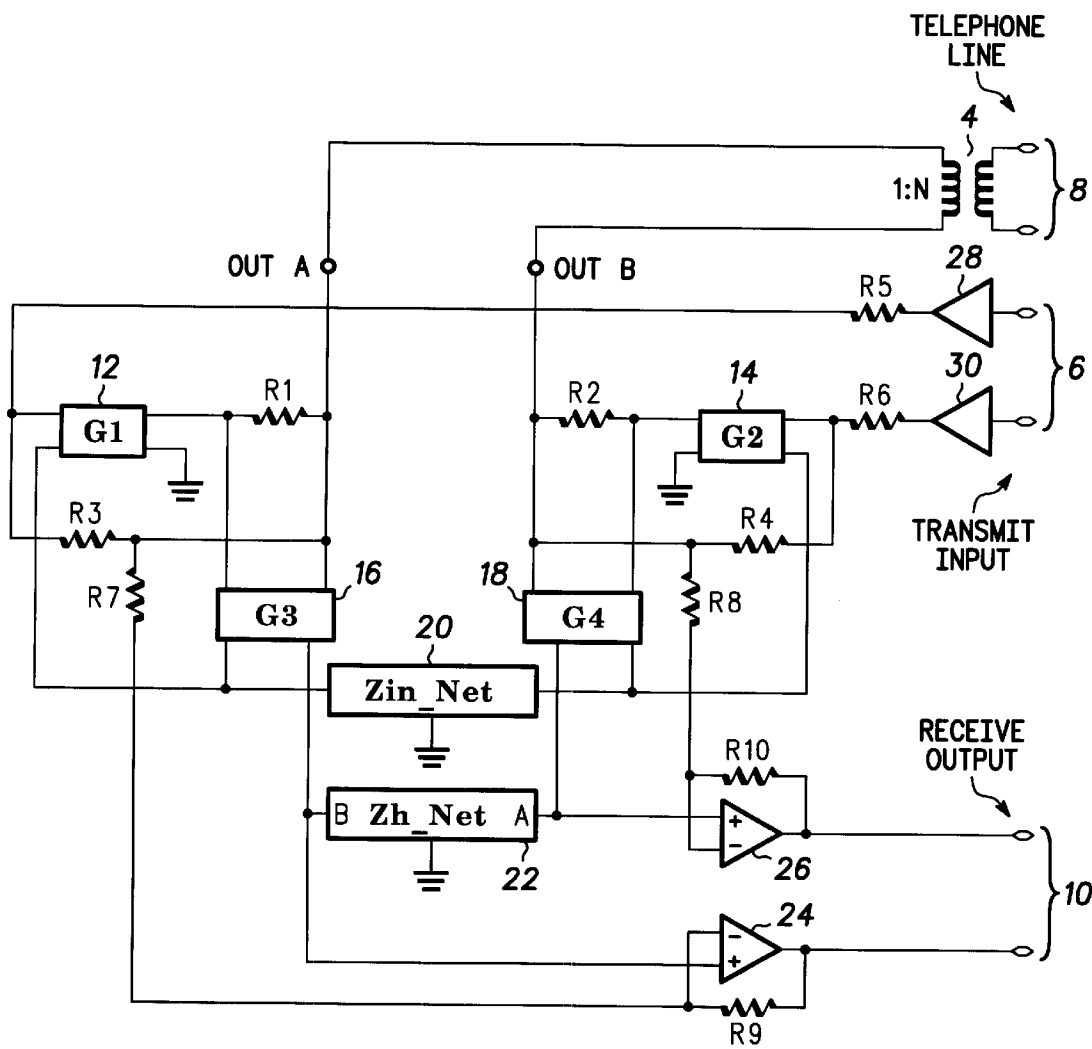 TELEPHONE
LINE
4
1:N
8
OUT A
OUT B
28
R5
6
12
R1
R2
14
R6
30
G1
G2
R3
R4
TRANSMIT
INPUT
R7
16
18
R8
G3
G4
20
Zin_Net
RECEIVE
OUTPUT
R10
B Zh_Net A
+
-
22
26
10
24
-
+
R9